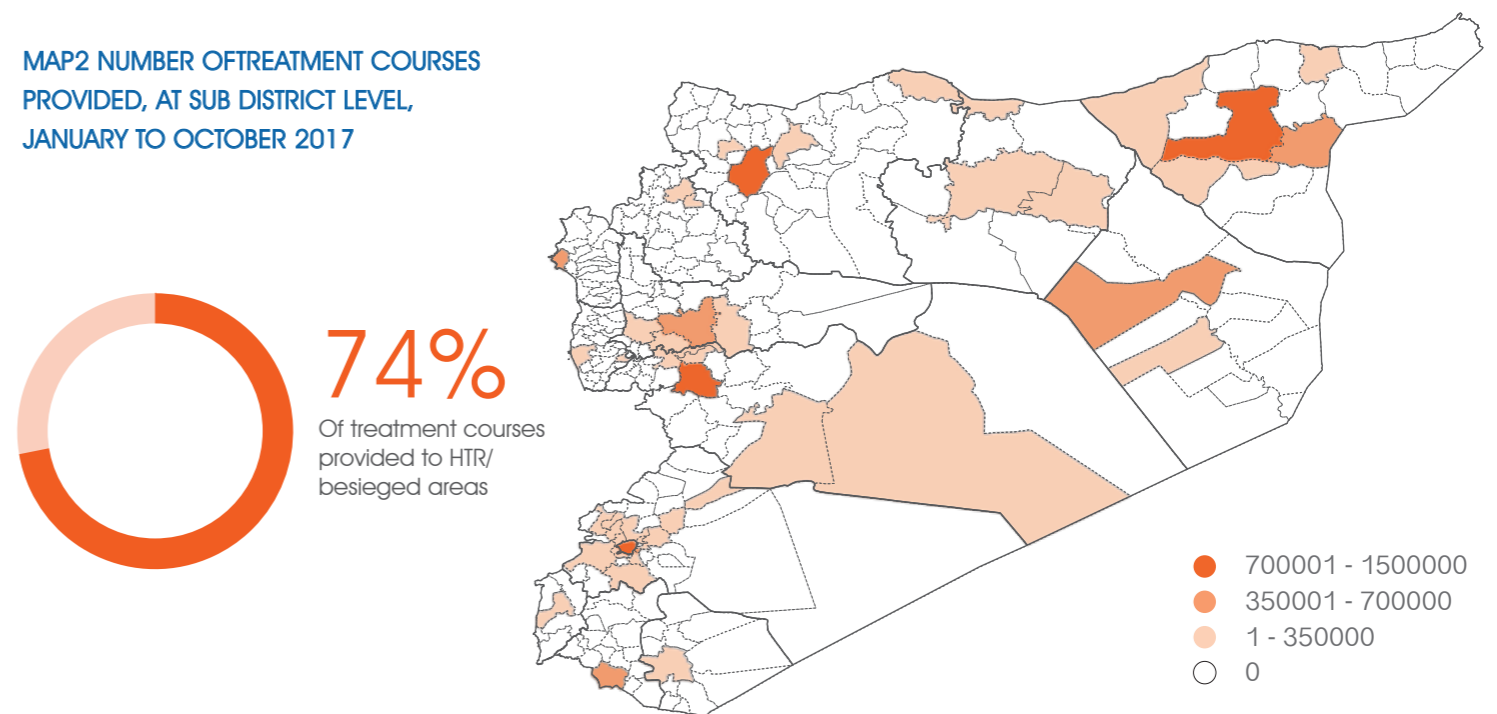 MAP2 NUMBER OFTREATMENT COURSES
PROVIDED, AT SUB DISTRICT LEVEL,
JANUARY TO OCTOBER 2017
74%
Of treatment courses
provided to HTR/
besieged areas
700001 - 1500000
350001 - 700000
1 - 350000
0